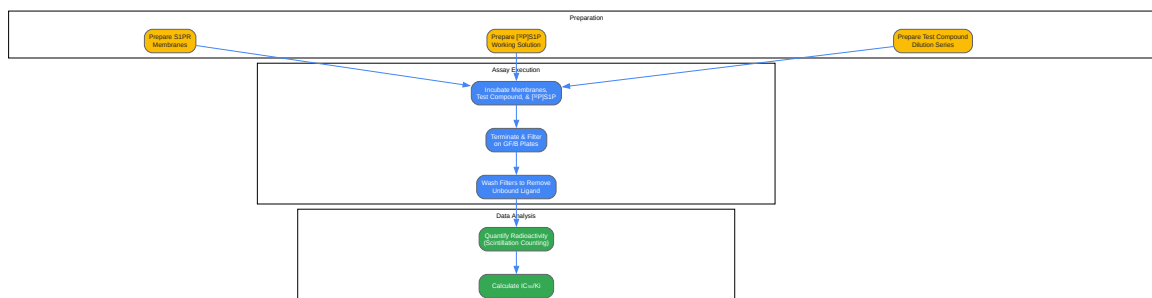 Preparation
Prepare S1PR
Membranes
Prepare [³²P]S1P
Working Solution
Prepare Test Compound
Dilution Series
Assay Execution
Incubate Membranes,
Test Compound, & [³²P]S1P
Terminate & Filter
on GF/B Plates
Wash Filters to Remove
Unbound Ligand
Data Analysis
Quantify Radioactivity
(Scintillation Counting)
Calculate IC₅₀/Ki